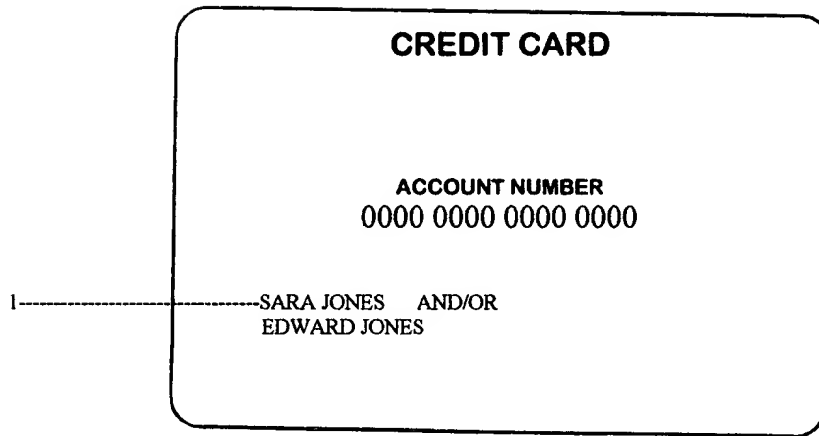 CREDIT CARD
ACCOUNT NUMBER
0000 0000 0000 0000
1 SARA JONES AND/OR
EDWARD JONES